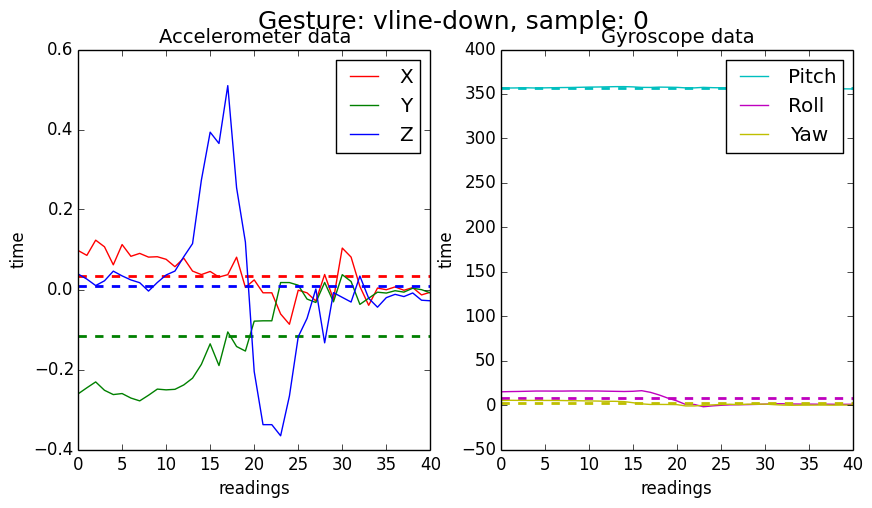 Gesture: vline-down, sample: 0
Accelerometer data
0.6
0.4
0.2
0.0
−0.2
−0.4
time
0 5 10 15 20 25 30 35 40
readings
X
Y
Z
Gyroscope data
400
350
300
250
200
150
100
50
0
−50
time
0 5 10 15 20 25 30 35 40
readings
Pitch
Roll
Yaw